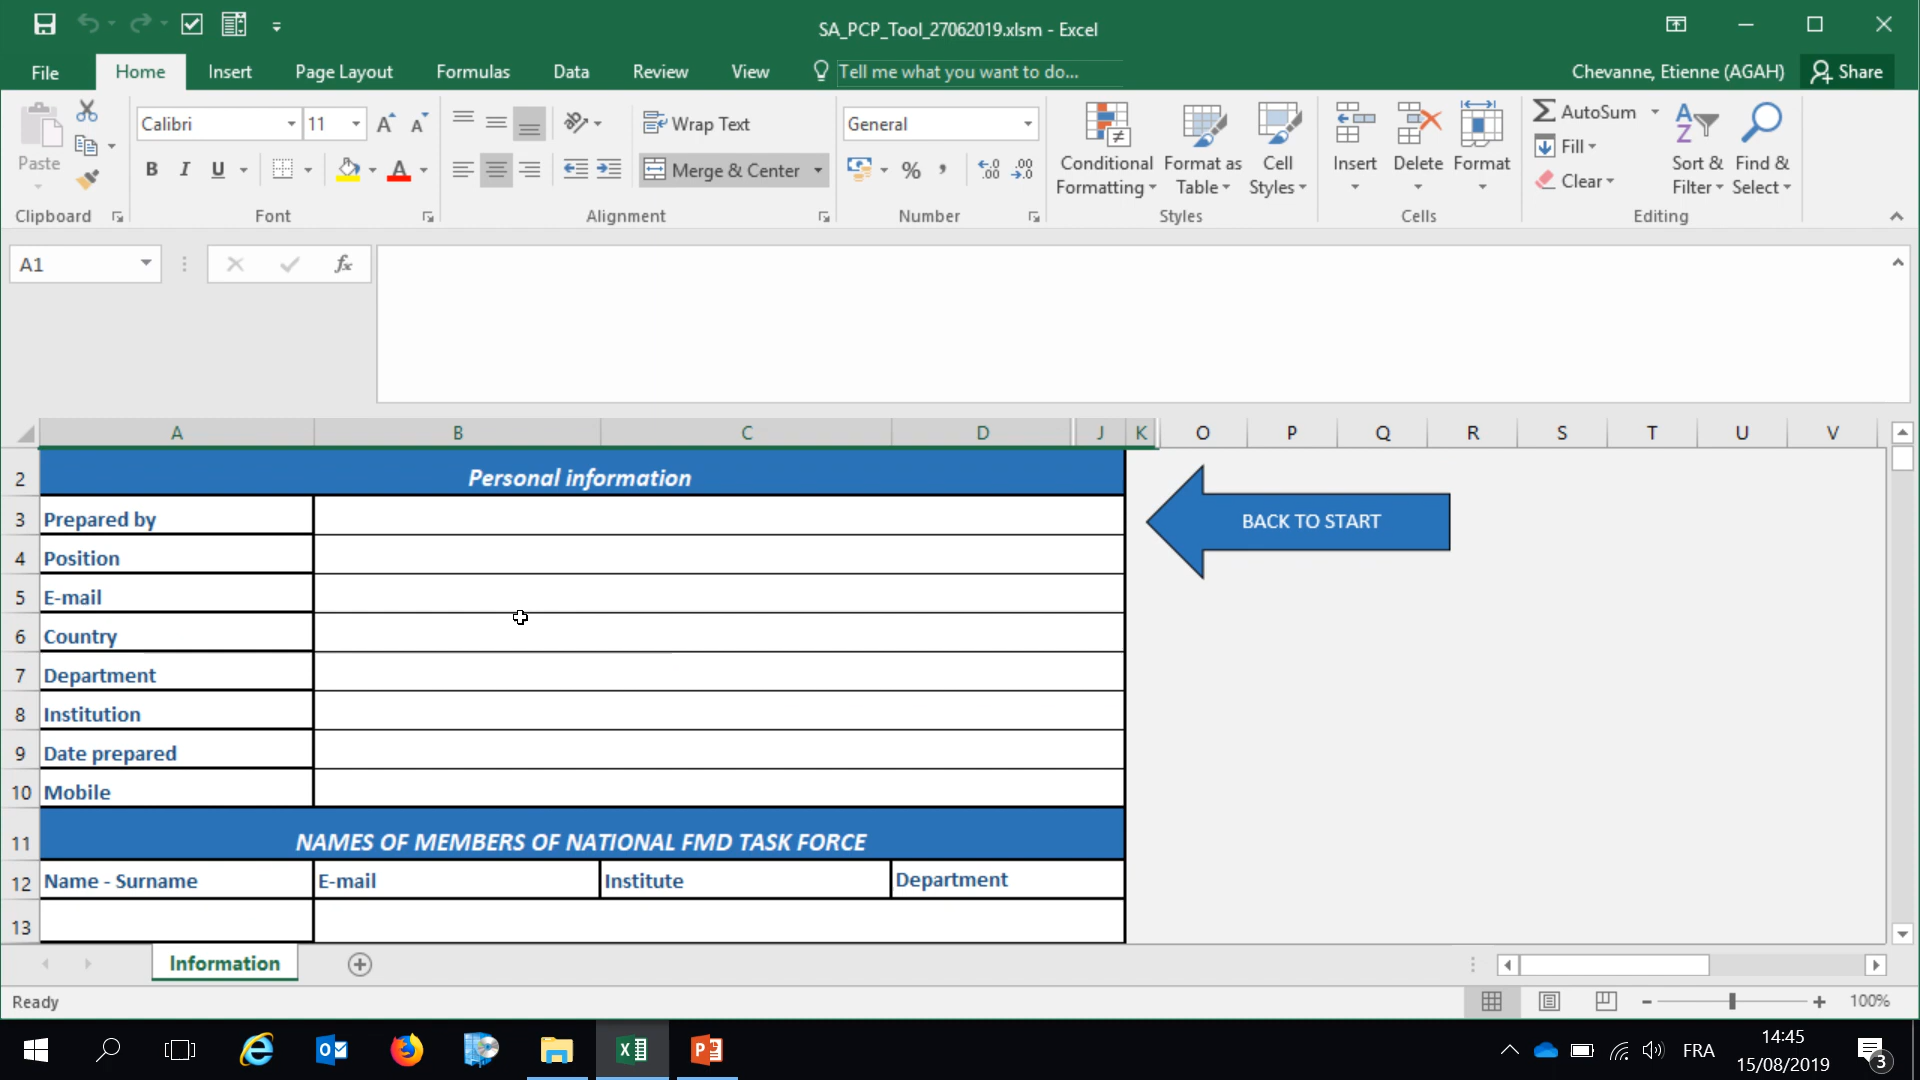 SA_PCP_Tool_27062019.xlsm - Excel
File Home Insert Page Layout Formulas Data Review View Tell me what you want to do... Chevanne, Etienne (AGAH) Share
Paste
Clipboard
Calibri 11
B I U A
Font
Wrap Text
Merge & Center
Alignment
General
%
Number
Conditional Formatting
Format as Table
Cell Styles
Styles
Insert Delete Format
Cells
AutoSum
Fill
Clear
Sort & Filter
Find & Select
Editing
A1 fx
A B C D J K O P Q R S T U V
2 Personal information
3 Prepared by
BACK TO START
4 Position
5 E-mail
6 Country
7 Department
8 Institution
9 Date prepared
10 Mobile
11 NAMES OF MEMBERS OF NATIONAL FMD TASK FORCE
12 Name - Surname E-mail Institute Department
13
Information
Ready 100%
FRA 14:45
15/08/2019 3